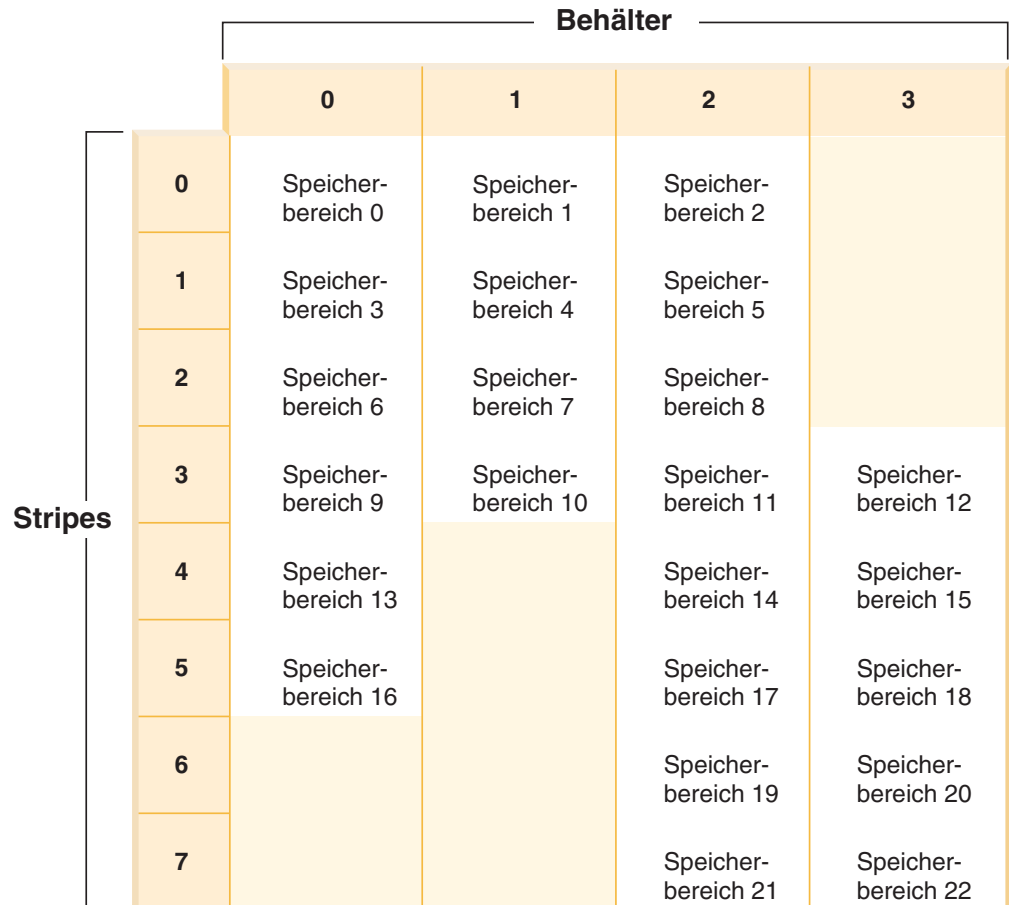 Behälter
0 1 2 3
0
Speicher-
bereich 0
Speicher-
bereich 1
Speicher-
bereich 2
1
Speicher-
bereich 3
Speicher-
bereich 4
Speicher-
bereich 5
2
Speicher-
bereich 6
Speicher-
bereich 7
Speicher-
bereich 8
3
Speicher-
bereich 9
Speicher-
bereich 10
Speicher-
bereich 11
Speicher-
bereich 12
Stripes
4
Speicher-
bereich 13
Speicher-
bereich 14
Speicher-
bereich 15
5
Speicher-
bereich 16
Speicher-
bereich 17
Speicher-
bereich 18
6
Speicher-
bereich 19
Speicher-
bereich 20
7
Speicher-
bereich 21
Speicher-
bereich 22